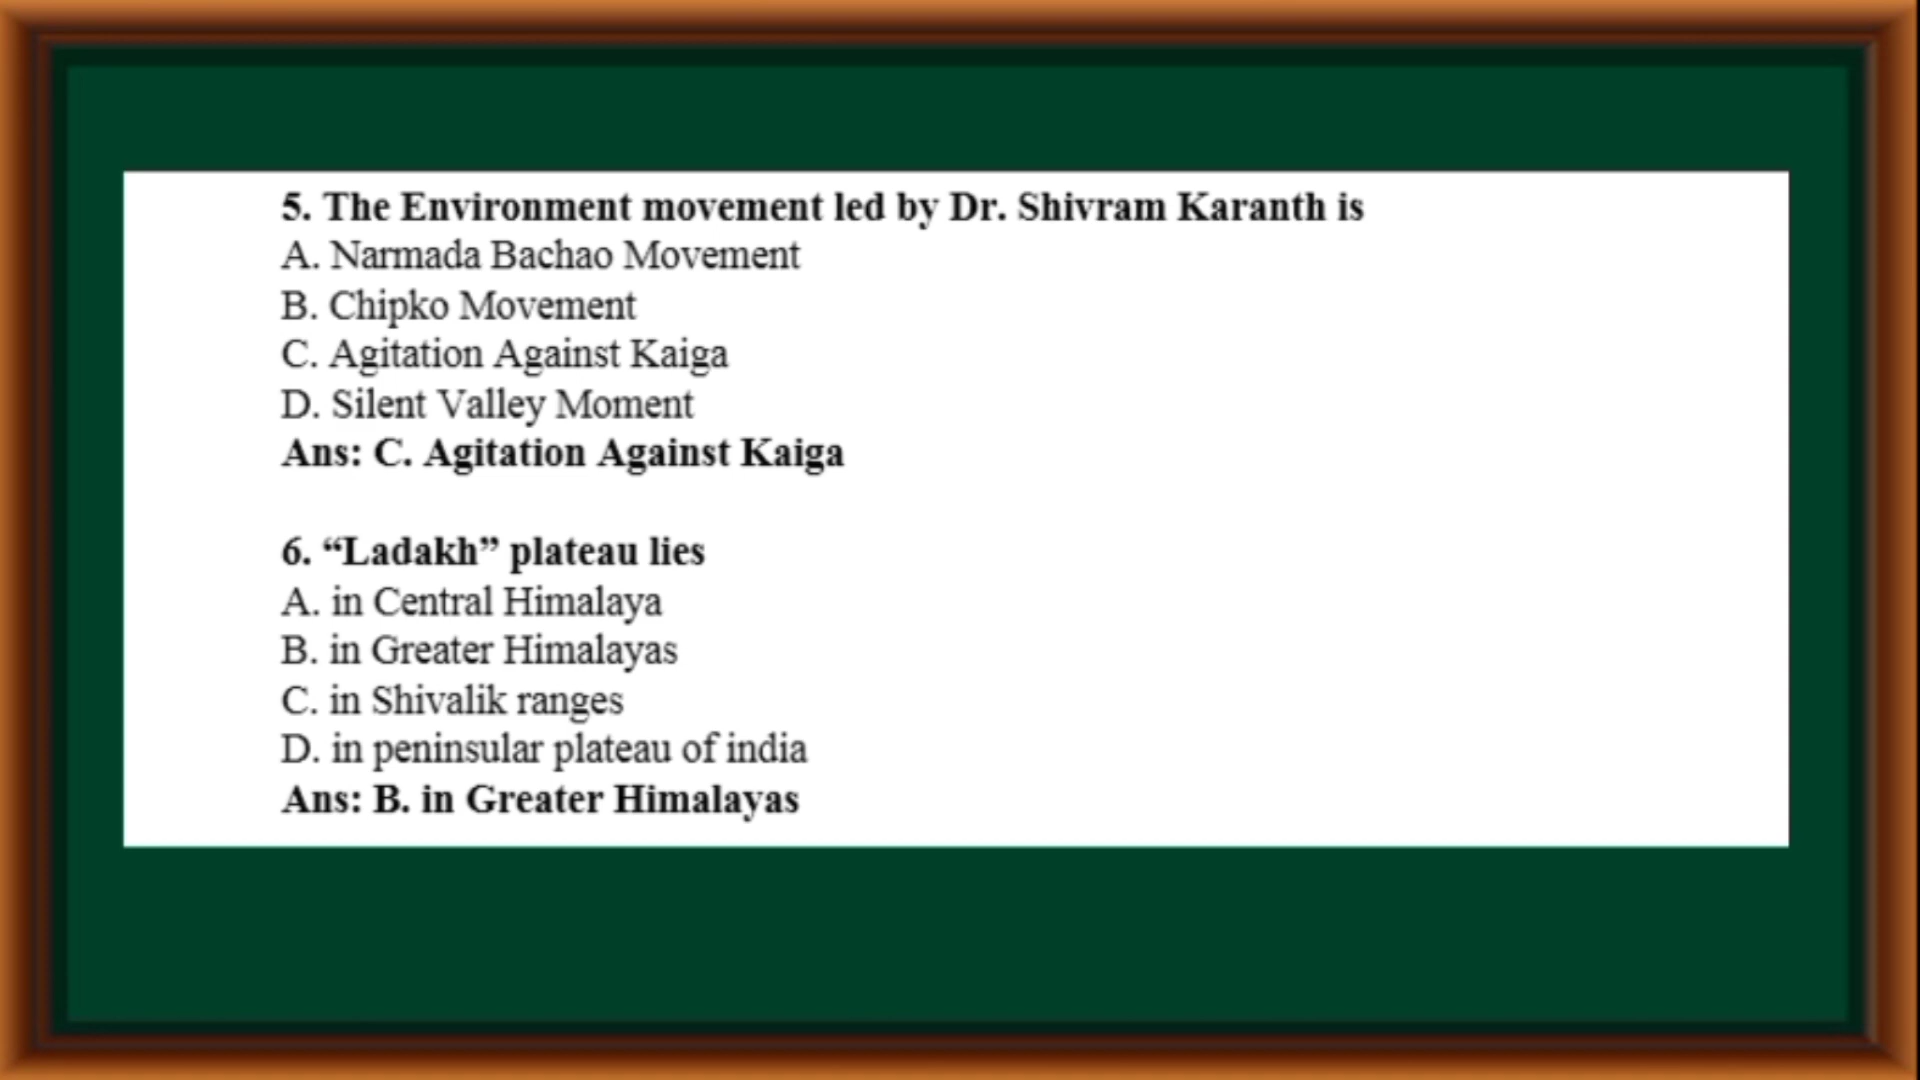 5. The Environment movement led by Dr. Shivram Karanth is
A. Narmada Bachao Movement
B. Chipko Movement
C. Agitation Against Kaiga
D. Silent Valley Moment
Ans: C. Agitation Against Kaiga
6. “Ladakh” plateau lies
A. in Central Himalaya
B. in Greater Himalayas
C. in Shivalik ranges
D. in peninsular plateau of india
Ans: B. in Greater Himalayas